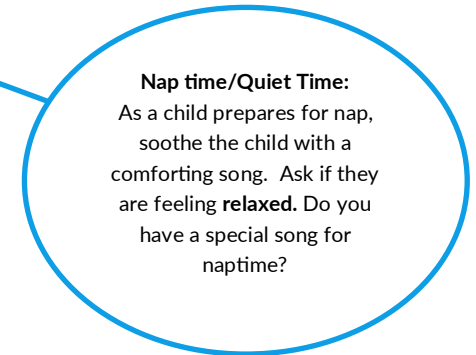 Nap time/Quiet Time:
As a child prepares for nap,
soothe the child with a
comforting song.  Ask if they
are feeling relaxed. Do you
have a special song for
naptime?